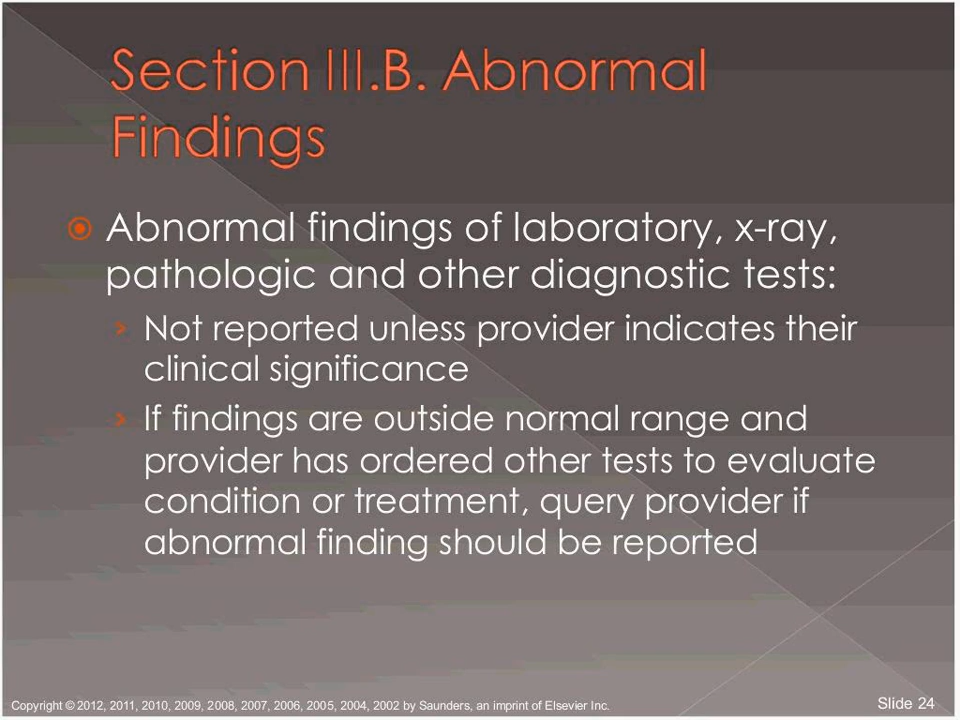 Section III.B. Abnormal
Findings
Abnormal findings of laboratory, x-ray,
pathologic and other diagnostic tests:
Not reported unless provider indicates their
clinical significance
If findings are outside normal range and
provider has ordered other tests to evaluate
condition or treatment, query provider if
abnormal finding should be reported
Copyright © 2012, 2011, 2010, 2009, 2008, 2007, 2006, 2005, 2004, 2002 by Saunders, an imprint of Elsevier Inc.
Slide 24